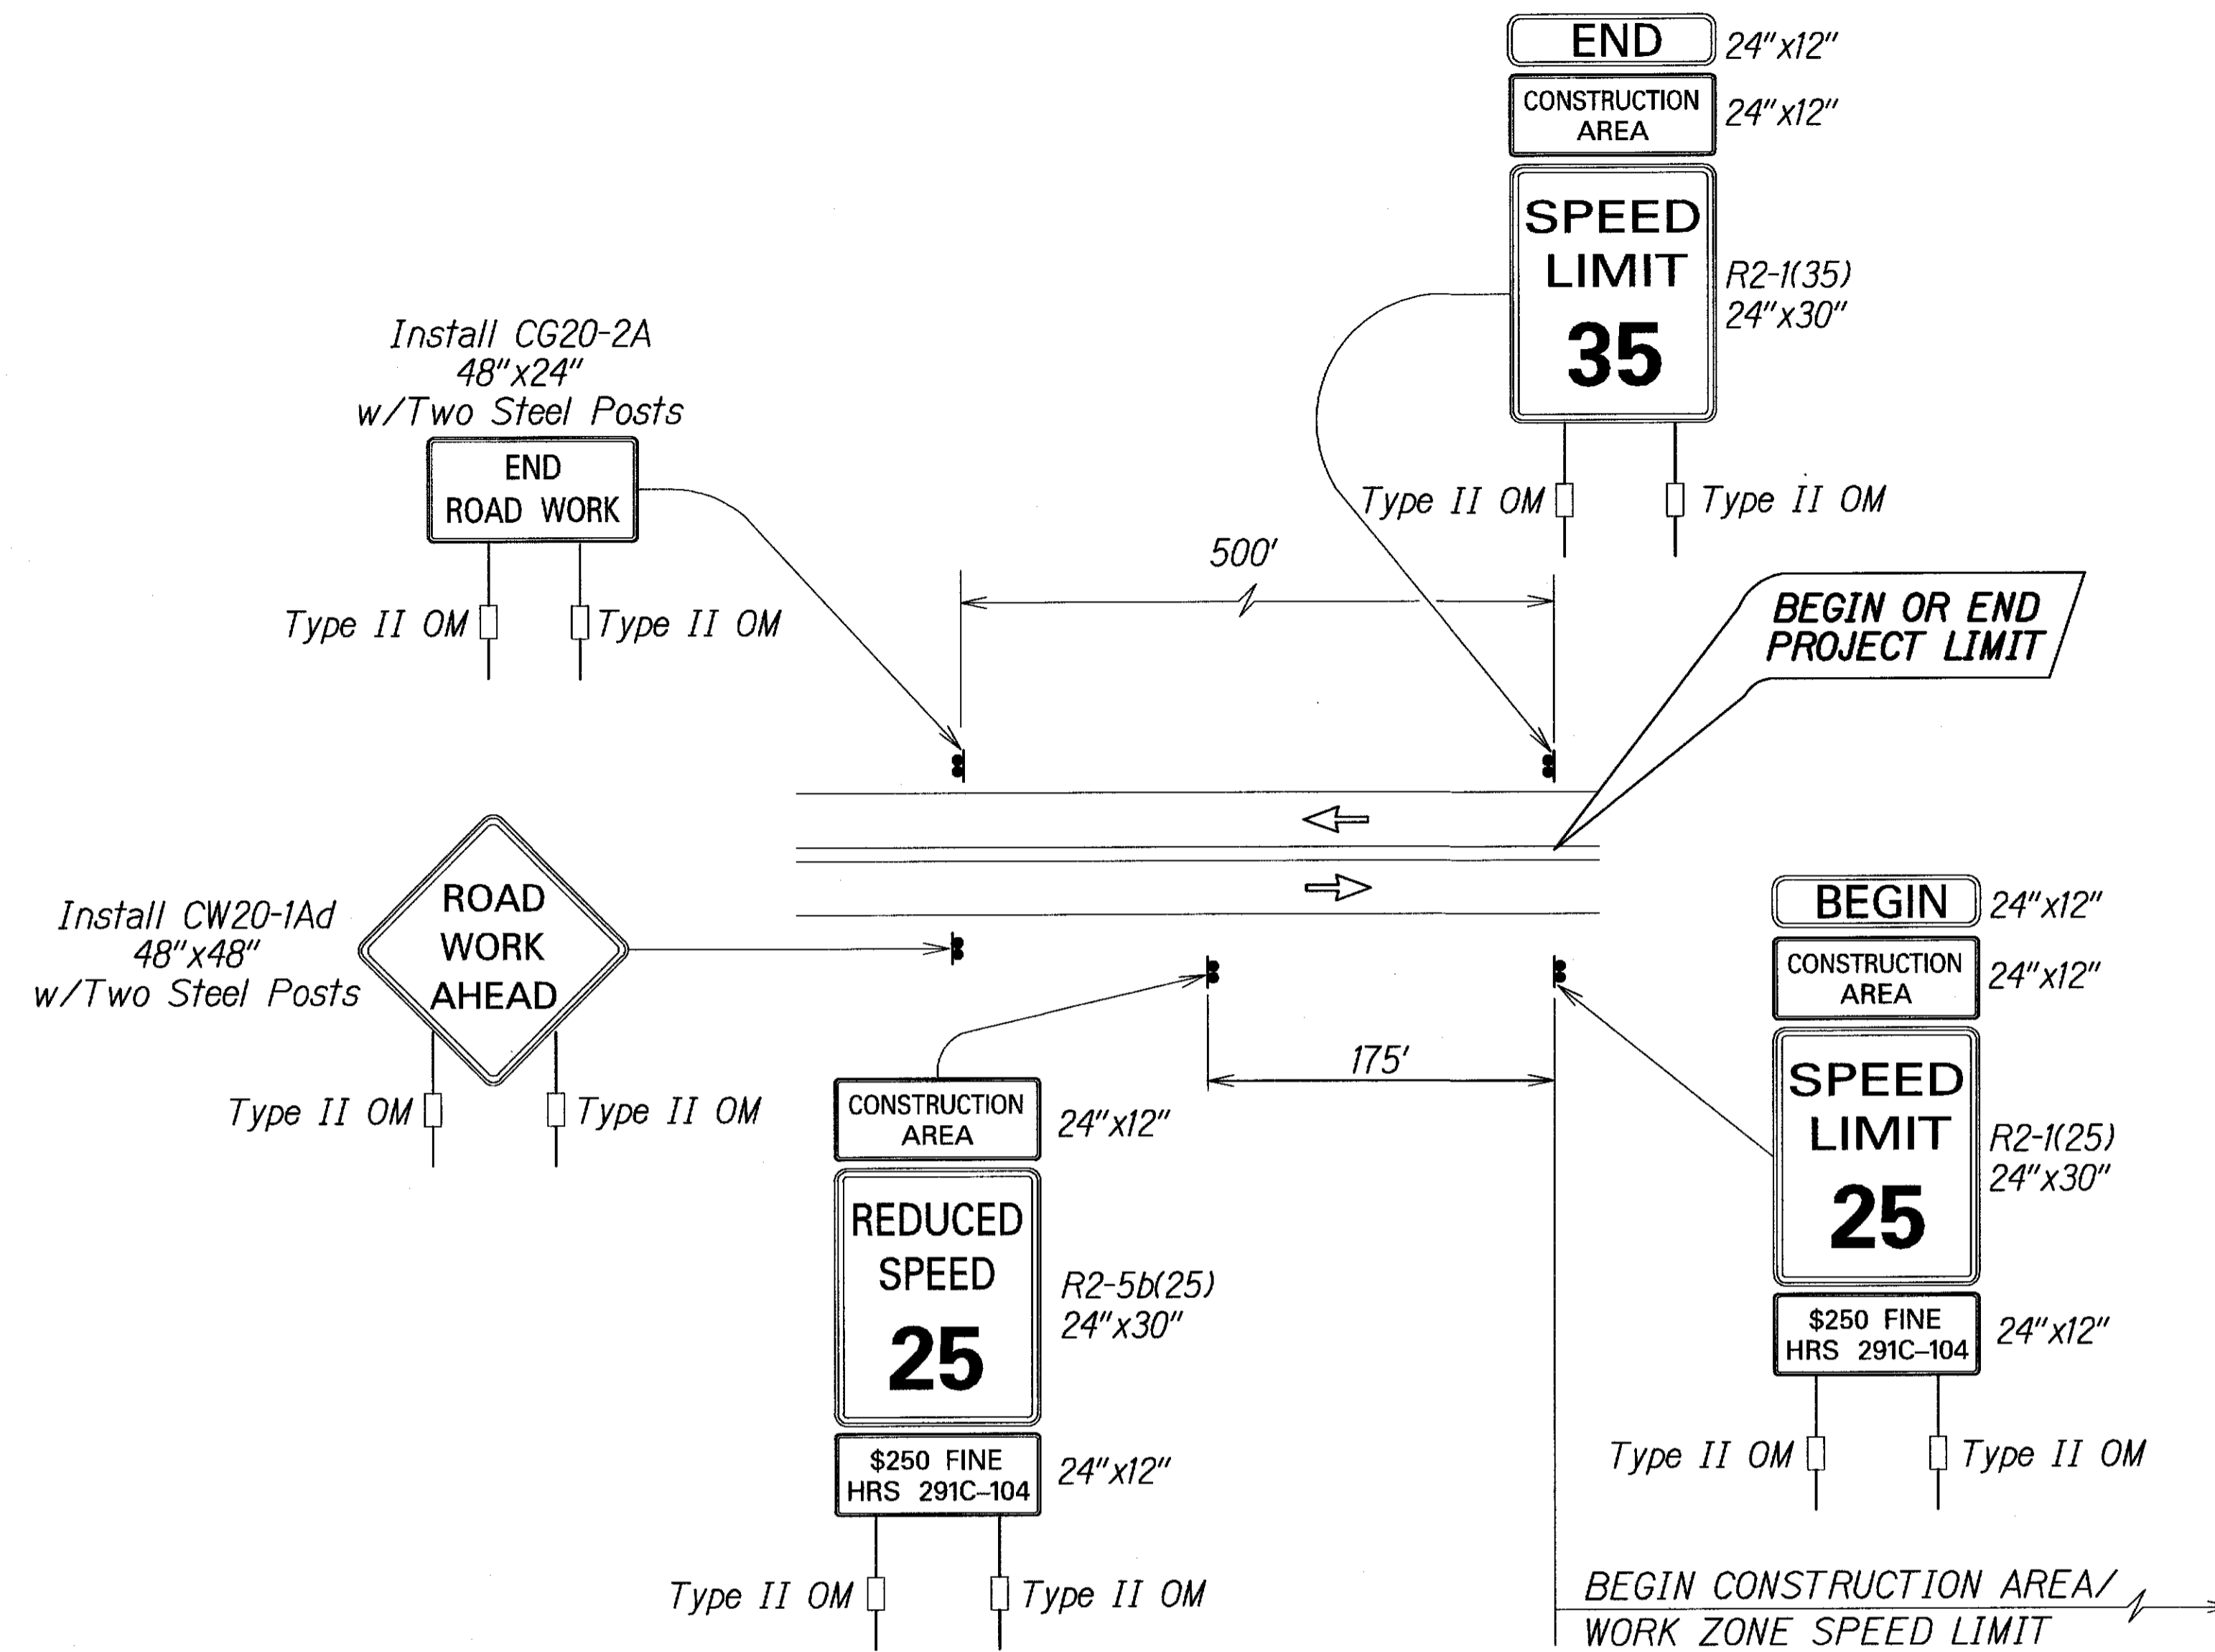 END
24"x12"
CONSTRUCTION
AREA
24"x12"
SPEED
LIMIT
35
R2-1(35)
24"x30"
Type II OM
Type II OM
Install CG20-2A
48"x24"
w/Two Steel Posts
END
ROAD WORK
Type II OM
Type II OM
500'
BEGIN OR END
PROJECT LIMIT
Install CW20-1Ad
48"x48"
w/Two Steel Posts
ROAD
WORK
AHEAD
Type II OM
Type II OM
175'
CONSTRUCTION
AREA
24"x12"
REDUCED
SPEED
25
R2-5b(25)
24"x30"
$250 FINE
HRS 291C–104
24"x12"
Type II OM
Type II OM
BEGIN
24"x12"
CONSTRUCTION
AREA
24"x12"
SPEED
LIMIT
25
R2-1(25)
24"x30"
$250 FINE
HRS 291C–104
24"x12"
Type II OM
Type II OM
BEGIN CONSTRUCTION AREA/
WORK ZONE SPEED LIMIT